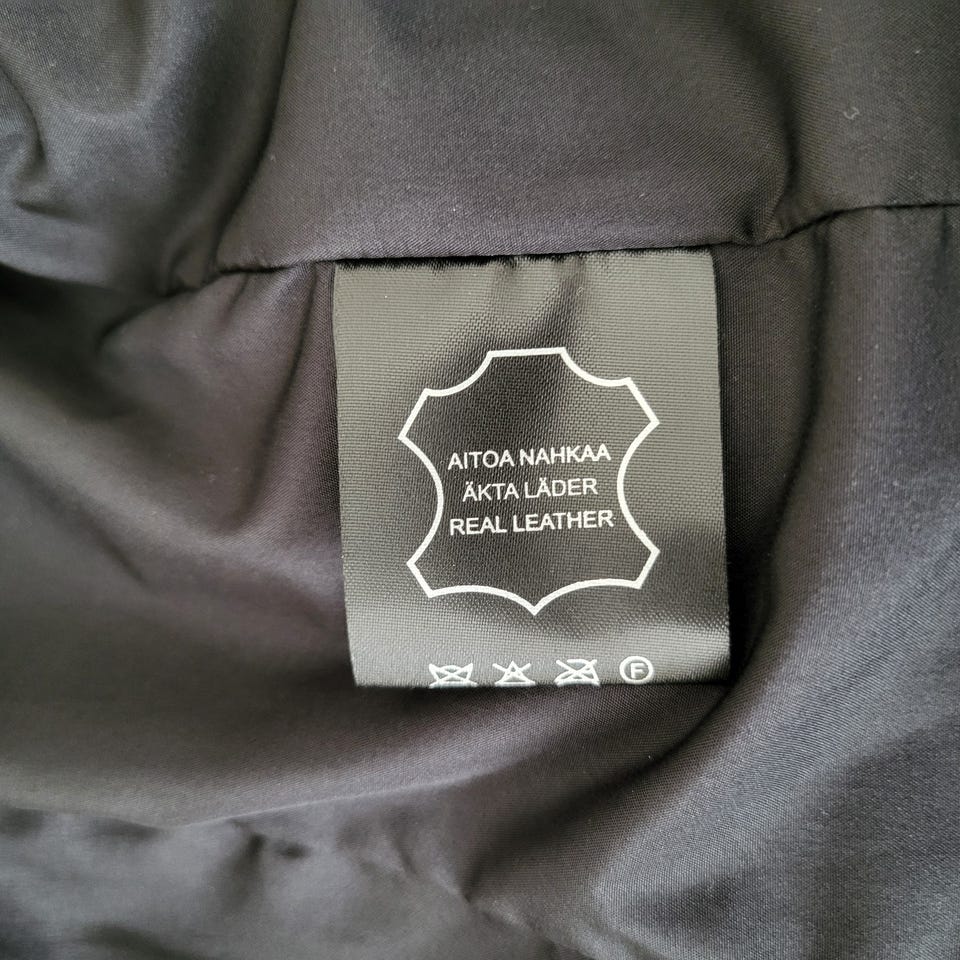 AITOA NAHKAA
ÄKTA LÄDER
REAL LEATHER
F